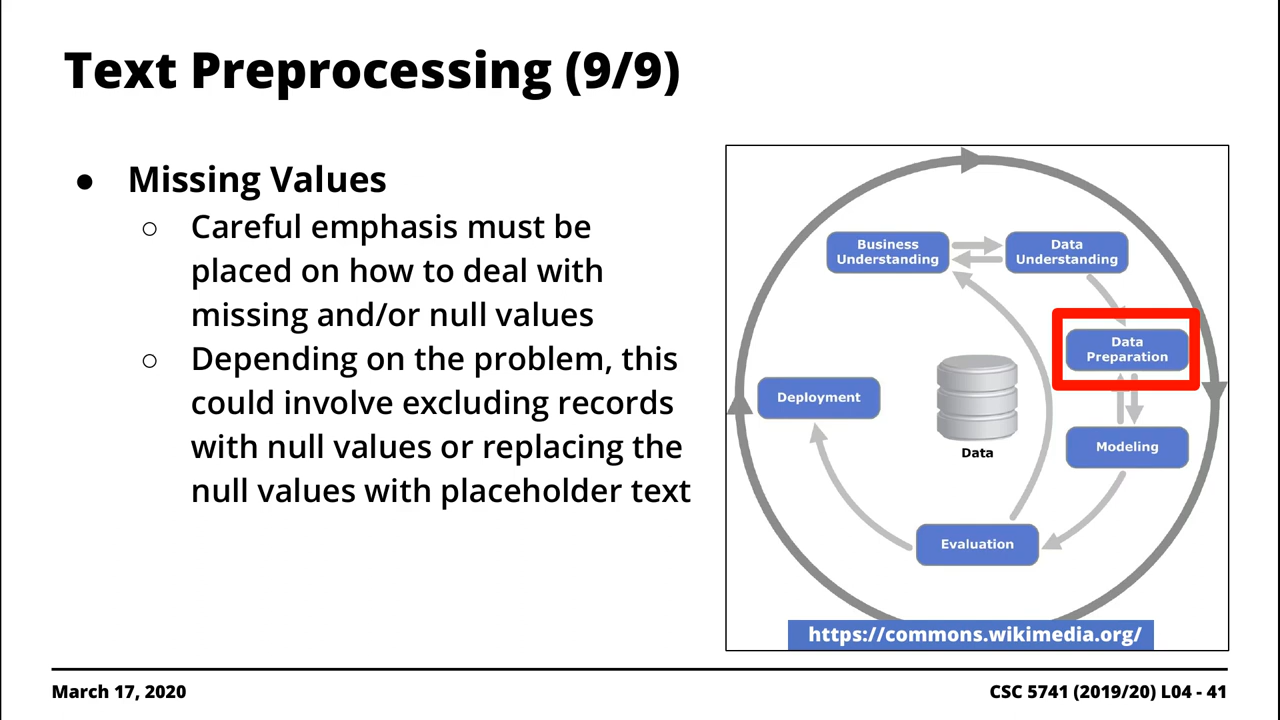 Text Preprocessing (9/9)
● Missing Values
○ Careful emphasis must be
placed on how to deal with
missing and/or null values
○ Depending on the problem, this
could involve excluding records
with null values or replacing the
null values with placeholder text
Business
Understanding
Data
Understanding
Data
Preparation
Deployment
Data
Modeling
Evaluation
https://commons.wikimedia.org/
March 17, 2020
CSC 5741 (2019/20) L04 - 41